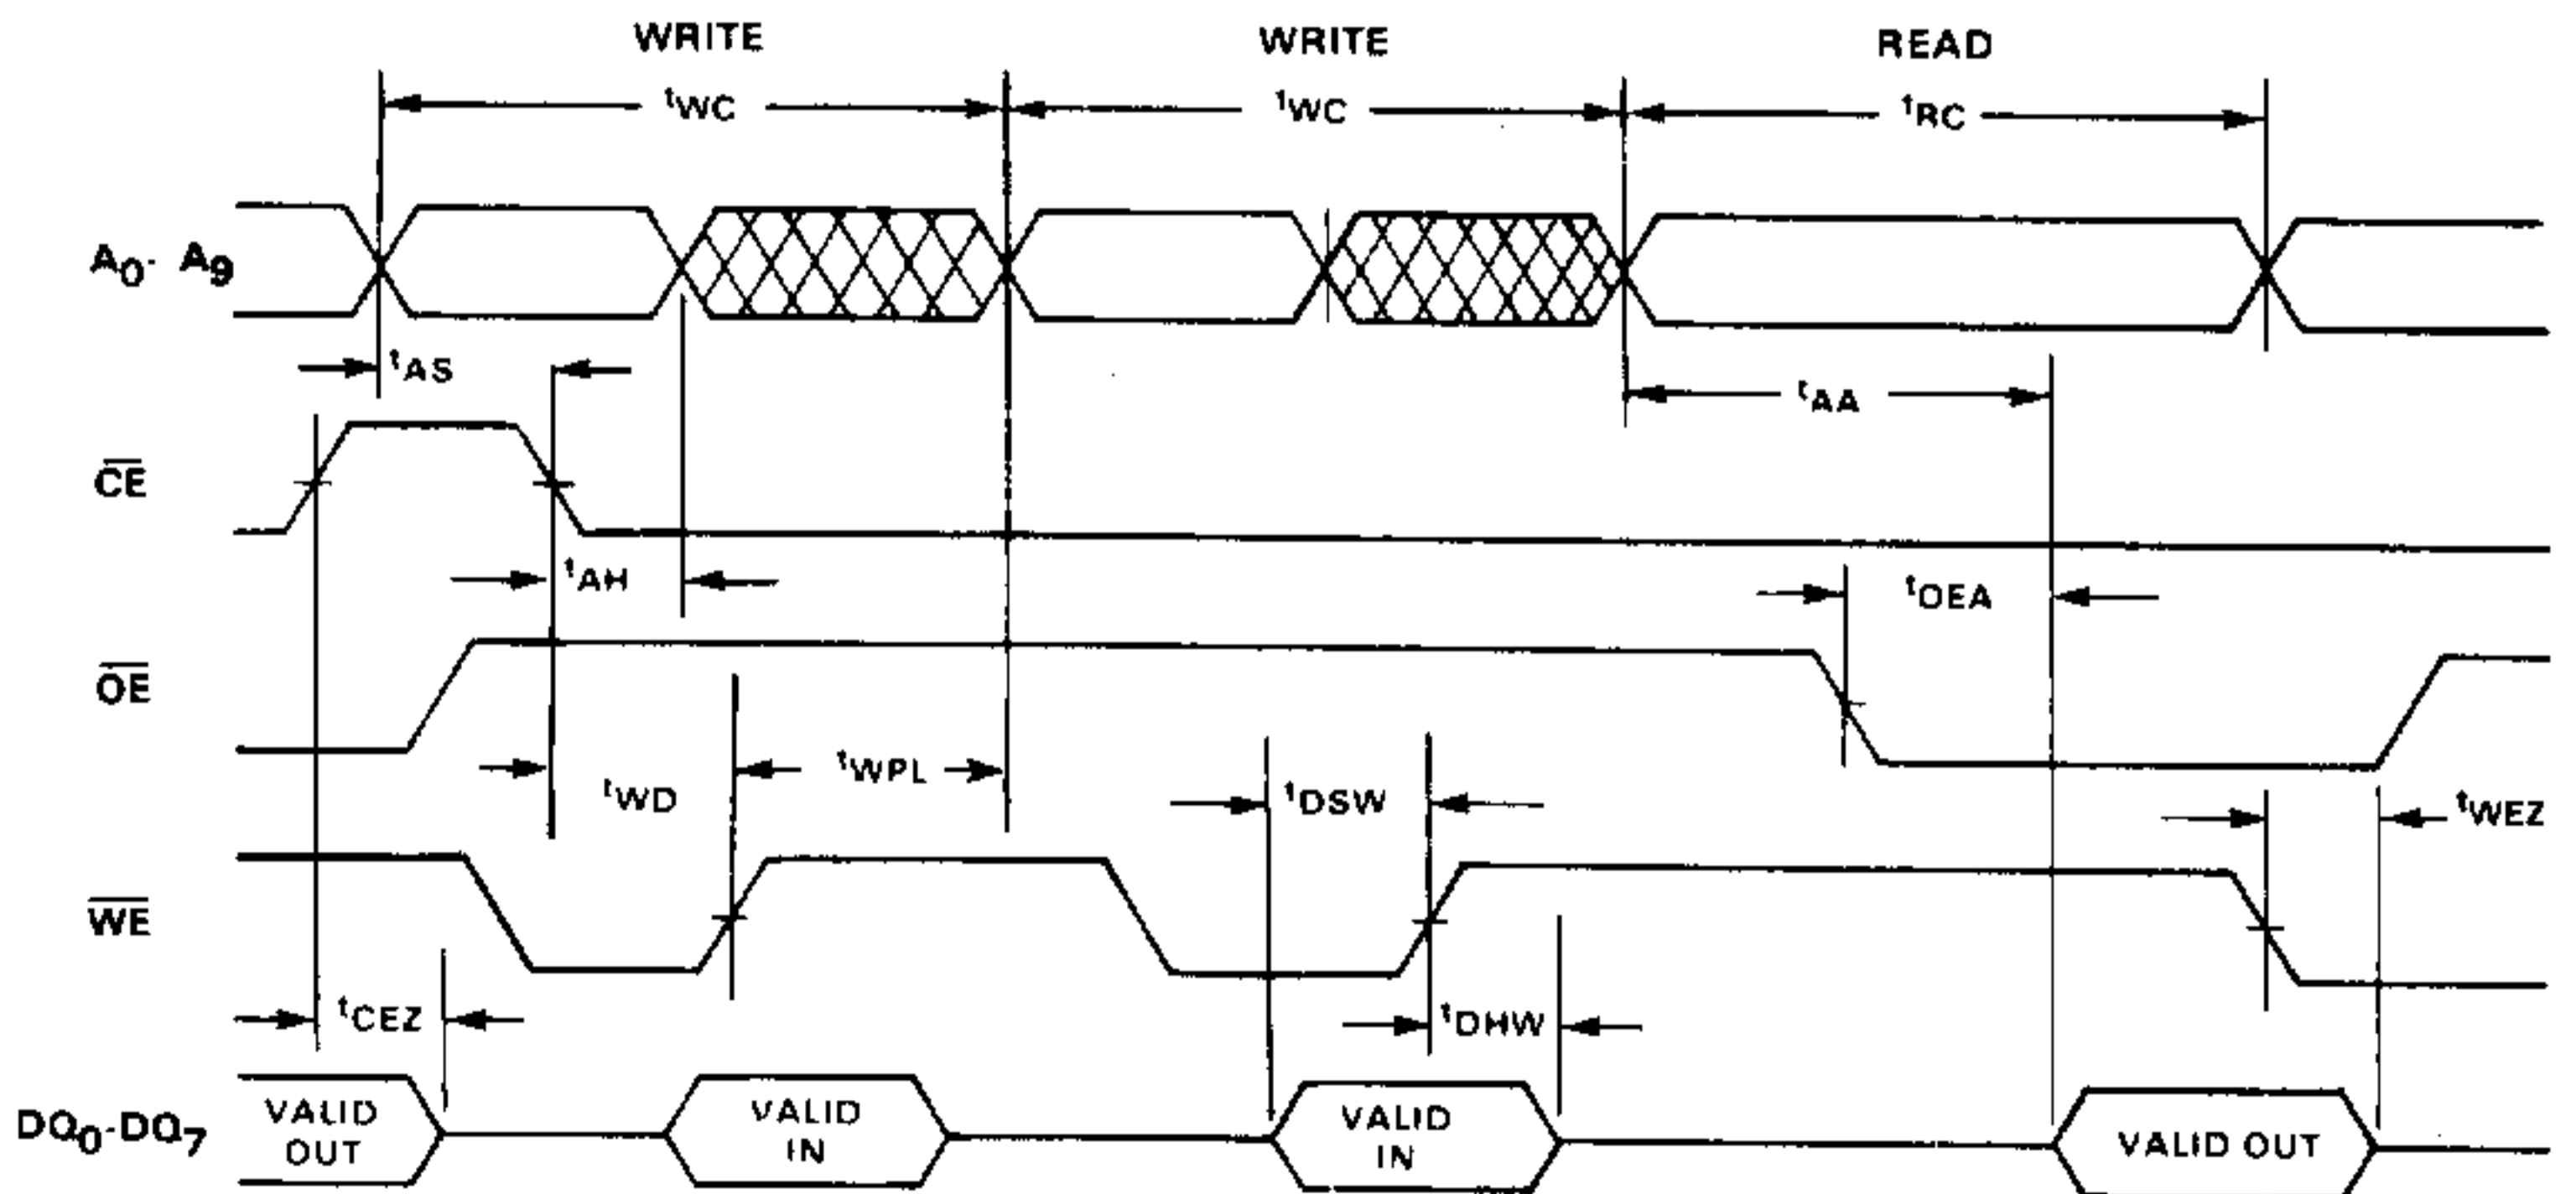 WRITE WRITE READ
tWC tWC tRC
A0- A9
tAS
tAA
CE
tAH
tOEA
OE
tWPL
tWD
tDSW
tWEZ
WE
tCEZ
tDHW
DQ0-DQ7
VALID OUT
VALID IN
VALID IN
VALID OUT